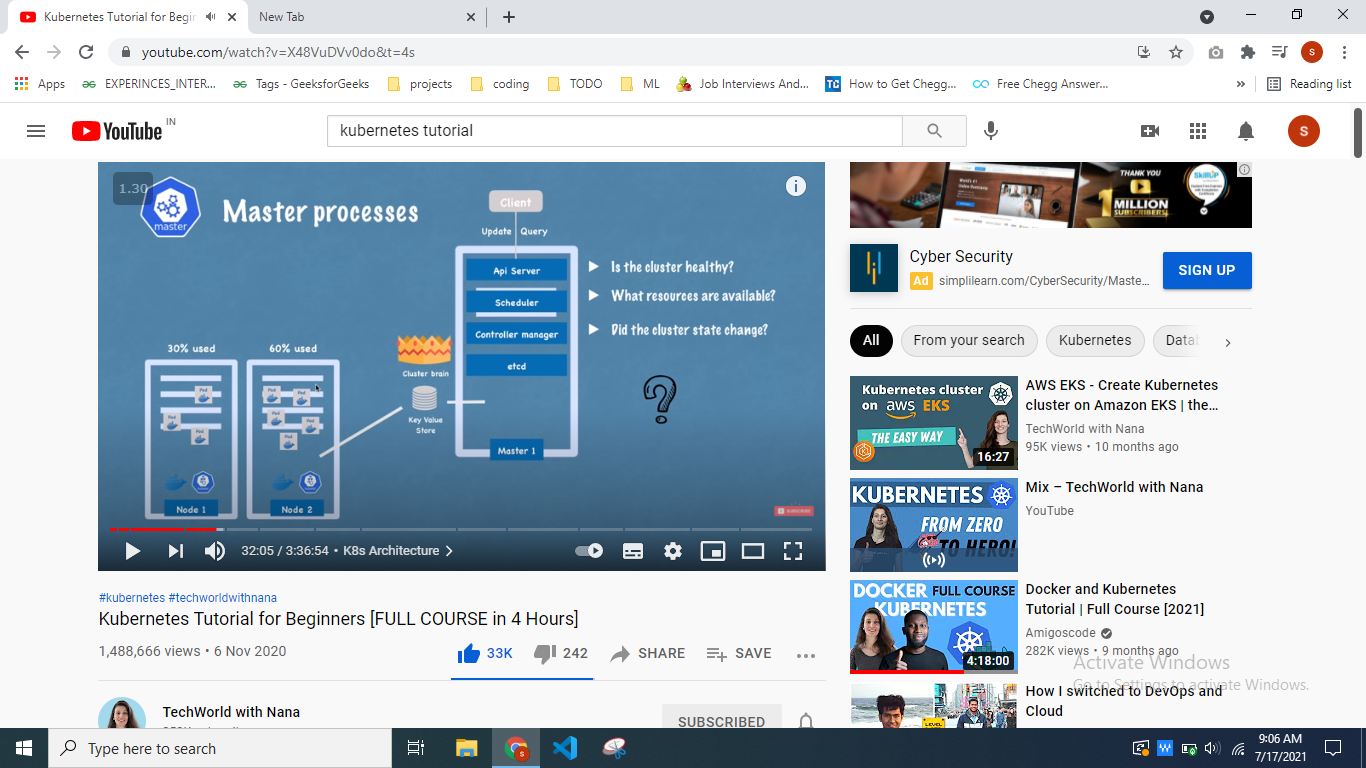 Kubernetes Tutorial for Begin
New Tab
youtube.com/watch?v=X48VuDVv0do&t=4s
S
Apps
EXPERINCES_INTER...
Tags - GeeksforGeeks
projects
coding
TODO
ML
Job Interviews And...
How to Get Chegg...
Free Chegg Answer...
Reading list
YouTube IN
kubernetes tutorial
S
1.30
master
Master processes
Client
Update Query
Api Server
Scheduler
Controller manager
etcd
Master 1
Is the cluster healthy?
What resources are available?
Did the cluster state change?
?
30% used
60% used
Cluster brain
Key Value
Store
Pod
Pod
Pod
Pod
Pod
Pod
Pod
Node 1
Node 2
SUBSCRIBE
32:05 / 3:36:54 • K8s Architecture
#kubernetes #techworldwithnana
Kubernetes Tutorial for Beginners [FULL COURSE in 4 Hours]
1,488,666 views • 6 Nov 2020
33K
242
SHARE
SAVE
TechWorld with Nana
SUBSCRIBED
THANK YOU
1 MILLION
SUBSCRIBERS!
SKILLUP
Cyber Security
Ad simplilearn.com/CyberSecurity/Maste...
SIGN UP
All
From your search
Kubernetes
Data
Kubernetes cluster
on aws EKS
THE EASY WAY
16:27
AWS EKS - Create Kubernetes
cluster on Amazon EKS | the...
TechWorld with Nana
95K views • 10 months ago
KUBERNETES
FROM ZERO
TO HERO!
Mix – TechWorld with Nana
YouTube
DOCKER FULL COURSE
KUBERNETES
4:18:00
Docker and Kubernetes
Tutorial | Full Course [2021]
Amigoscode
282K views • 9 months ago
How I switched to DevOps and
Cloud
Activate Windows
Go to Settings to activate Windows.
Type here to search
9:06 AM
7/17/2021